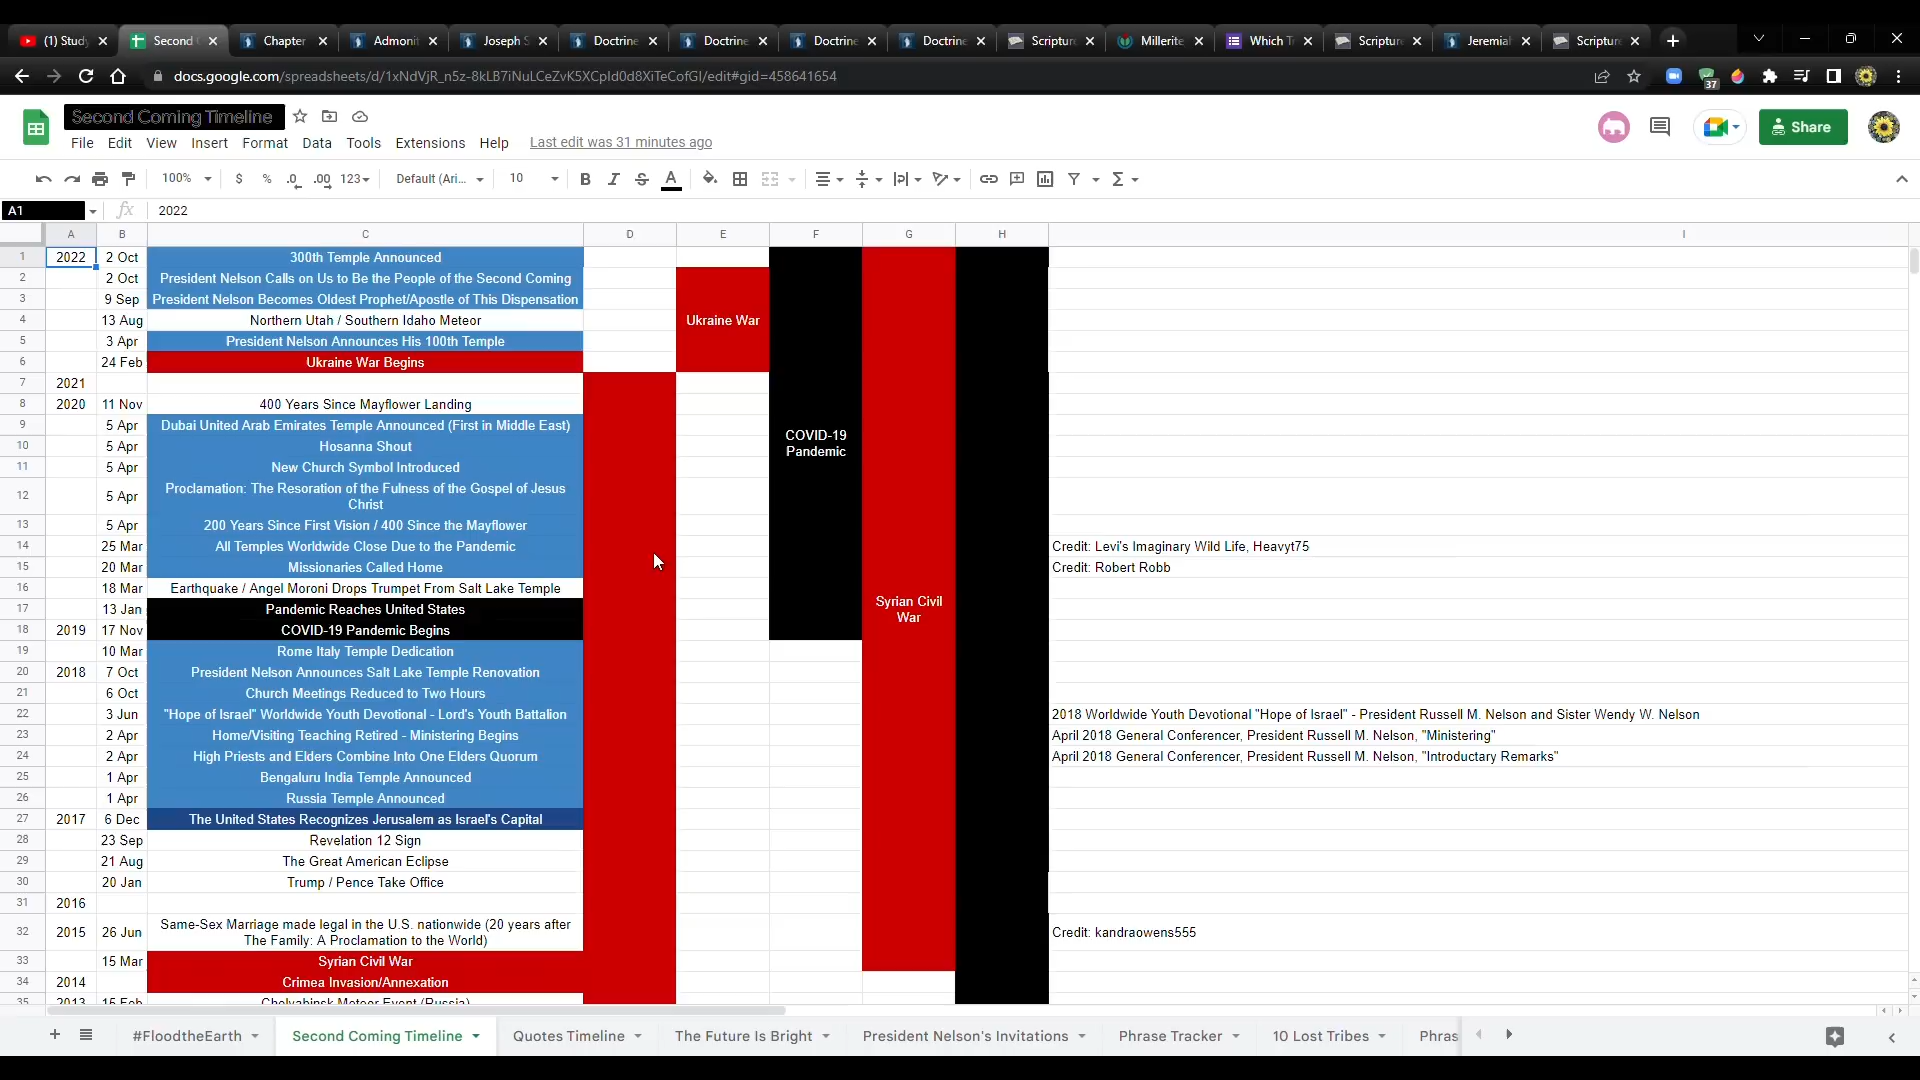 (1) Study
Second
Chapter
Admoni
Joseph S
Doctrine
Doctrine
Doctrine
Doctrine
Scripture
Millerite
Which T
Scripture
Jeremiah
Scripture
docs.google.com/spreadsheets/d/1xNdVjR_n5z-8kLB7iNuLCeZvK5XCpId0d8XiTeCofGI/edit#gid=458641654
37
Second Coming Timeline
File Edit View Insert Format Data Tools Extensions Help Last edit was 31 minutes ago
Share
100% $ % .0 .00 123 Default (Ari... 10 B I S A
A1 fx 2022
A B C D E F G H I
1 2022 2 Oct 300th Temple Announced
2 2 Oct President Nelson Calls on Us to Be the People of the Second Coming
3 9 Sep President Nelson Becomes Oldest Prophet/Apostle of This Dispensation
4 13 Aug Northern Utah / Southern Idaho Meteor Ukraine War
5 3 Apr President Nelson Announces His 100th Temple
6 24 Feb Ukraine War Begins
7 2021
8 2020 11 Nov 400 Years Since Mayflower Landing
9 5 Apr Dubai United Arab Emirates Temple Announced (First in Middle East)
COVID-19
Pandemic
10 5 Apr Hosanna Shout
11 5 Apr New Church Symbol Introduced
12 5 Apr Proclamation: The Resoration of the Fulness of the Gospel of Jesus
Christ
13 5 Apr 200 Years Since First Vision / 400 Since the Mayflower
14 25 Mar All Temples Worldwide Close Due to the Pandemic Credit: Levi's Imaginary Wild Life, Heavyt75
15 20 Mar Missionaries Called Home Credit: Robert Robb
16 18 Mar Earthquake / Angel Moroni Drops Trumpet From Salt Lake Temple
Syrian Civil
War
17 13 Jan Pandemic Reaches United States
18 2019 17 Nov COVID-19 Pandemic Begins
19 10 Mar Rome Italy Temple Dedication
20 2018 7 Oct President Nelson Announces Salt Lake Temple Renovation
21 6 Oct Church Meetings Reduced to Two Hours
22 3 Jun "Hope of Israel" Worldwide Youth Devotional - Lord's Youth Battalion 2018 Worldwide Youth Devotional "Hope of Israel" - President Russell M. Nelson and Sister Wendy W. Nelson
23 2 Apr Home/Visiting Teaching Retired - Ministering Begins April 2018 General Conferencer, President Russell M. Nelson, "Ministering"
24 2 Apr High Priests and Elders Combine Into One Elders Quorum April 2018 General Conferencer, President Russell M. Nelson, "Introductary Remarks"
25 1 Apr Bengaluru India Temple Announced
26 1 Apr Russia Temple Announced
27 2017 6 Dec The United States Recognizes Jerusalem as Israel's Capital
28 23 Sep Revelation 12 Sign
29 21 Aug The Great American Eclipse
30 20 Jan Trump / Pence Take Office
31 2016
32 2015 26 Jun Same-Sex Marriage made legal in the U.S. nationwide (20 years after
The Family: A Proclamation to the World) Credit: kandraowens555
33 15 Mar Syrian Civil War
34 2014 Crimea Invasion/Annexation
35 2013 15 Feb Chelyabinsk Meteor Event (Russia)
#FloodtheEarth Second Coming Timeline Quotes Timeline The Future Is Bright President Nelson's Invitations Phrase Tracker 10 Lost Tribes Phras